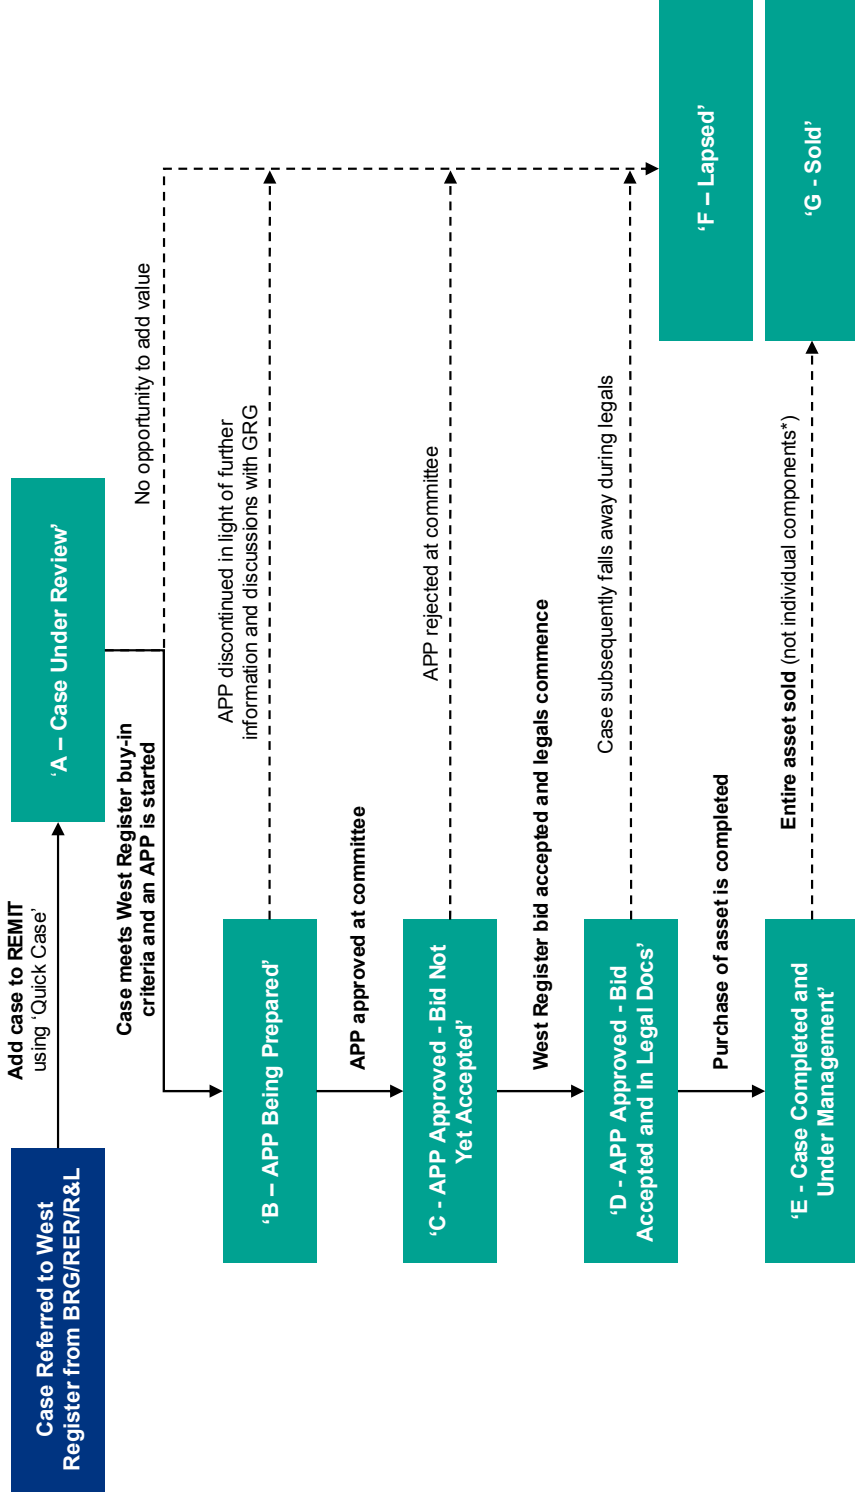 Case Referred to West
Register from BRG/RER/R&L
Add case to REMIT
using ‘Quick Case’
‘A – Case Under Review’
Case meets West Register buy-in
criteria and an APP is started
No opportunity to add value
‘B – APP Being Prepared’
APP discontinued in light of further
information and discussions with GRG
APP approved at committee
‘C - APP Approved - Bid Not
Yet Accepted’
APP rejected at committee
West Register bid accepted and legals commence
‘D - APP Approved - Bid
Accepted and In Legal Docs’
Case subsequently falls away during legals
‘F – Lapsed’
Purchase of asset is completed
‘E - Case Completed and
Under Management’
Entire asset sold (not individual components*)
‘G - Sold’